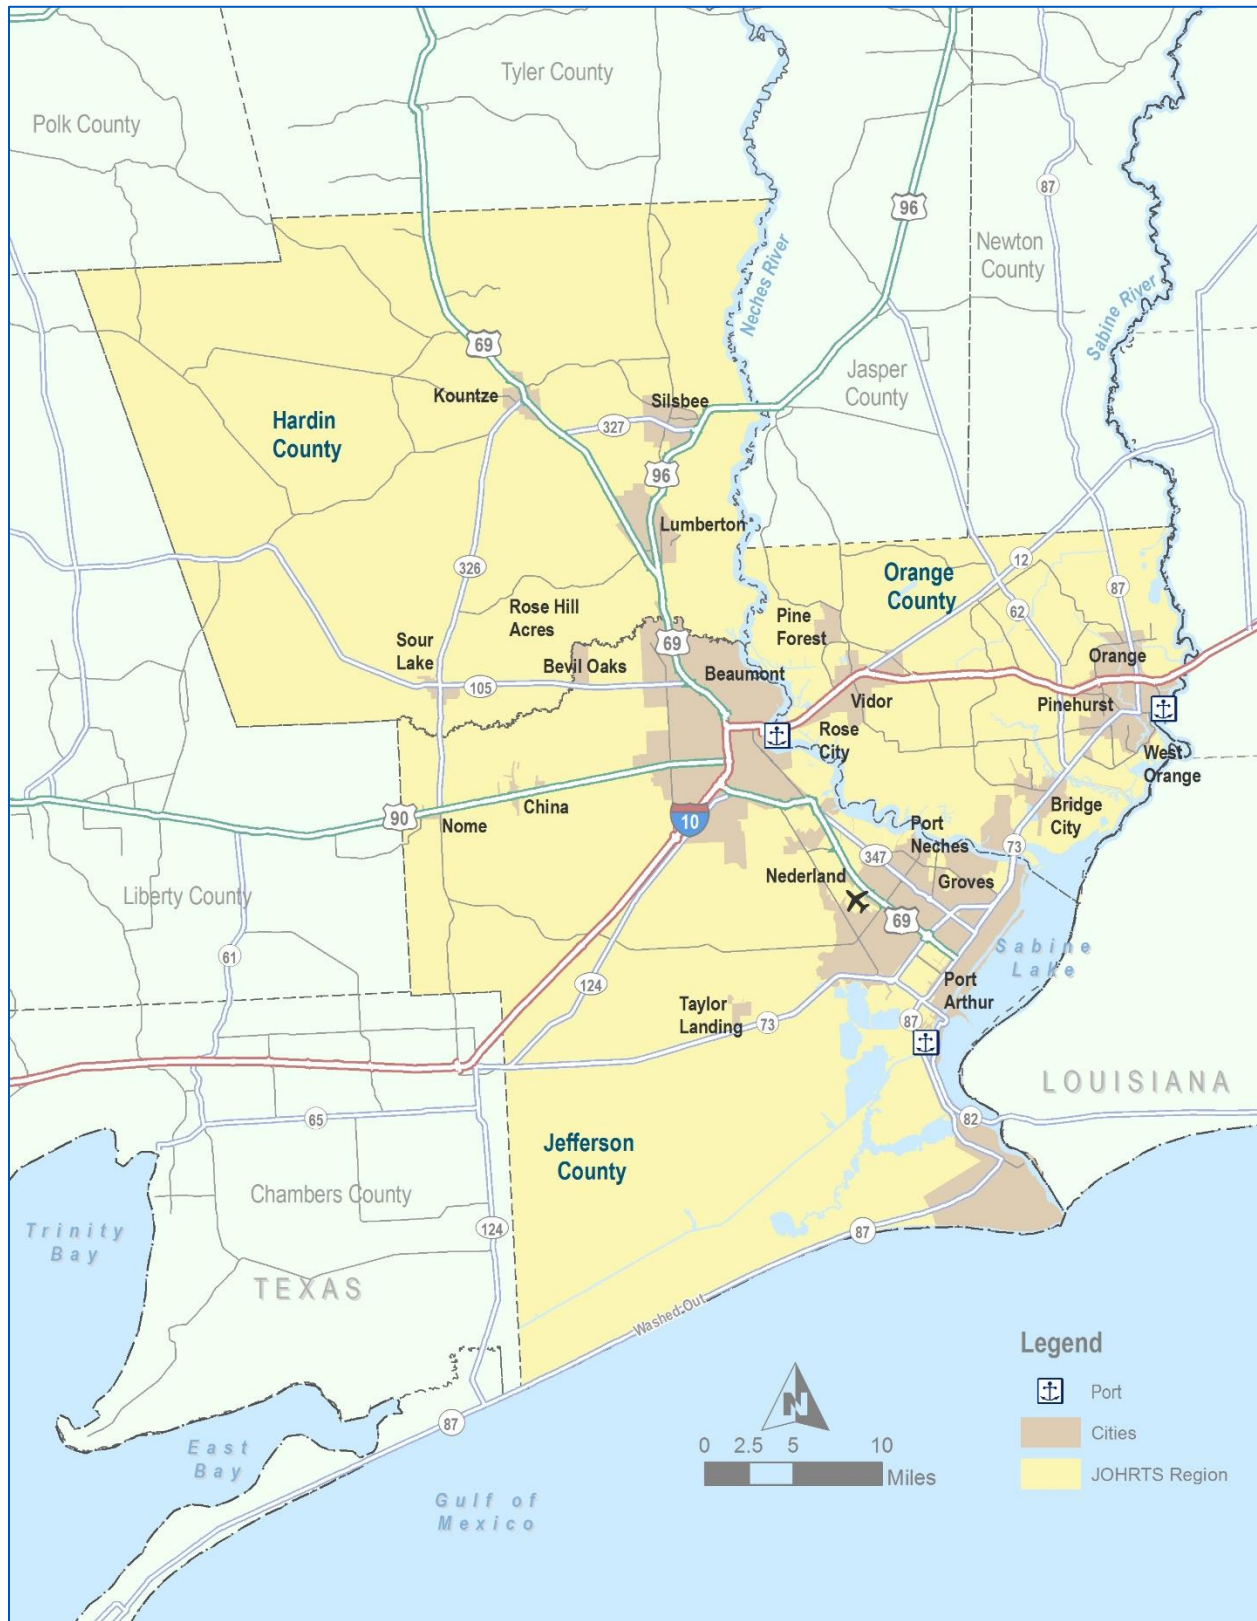 Tyler County
Polk County
87
96
Newton
County
Neches River
Sabine River
69
Jasper
County
Kountze
Silsbee
Hardin
County
327
96
Lumberton
12
Orange
County
87
326
62
Rose Hill
Acres
Pine
Forest
Sour
Lake
69
Orange
Bevil Oaks
Beaumont
105
Vidor
Pinehurst
Rose
City
West
Orange
China
Bridge
City
90
Nome
10
Port
Neches
73
347
Nederland
Groves
Liberty County
69
Sabine
Lake
61
124
Port
Arthur
Taylor
Landing
73
87
LOUISIANA
65
82
Jefferson
County
Chambers County
Trinity
Bay
124
87
TEXAS
Washed Out
Legend
Port
87
0 2.5 5 10
Miles
Cities
East
Bay
JOHRTS Region
Gulf of
Mexico
N